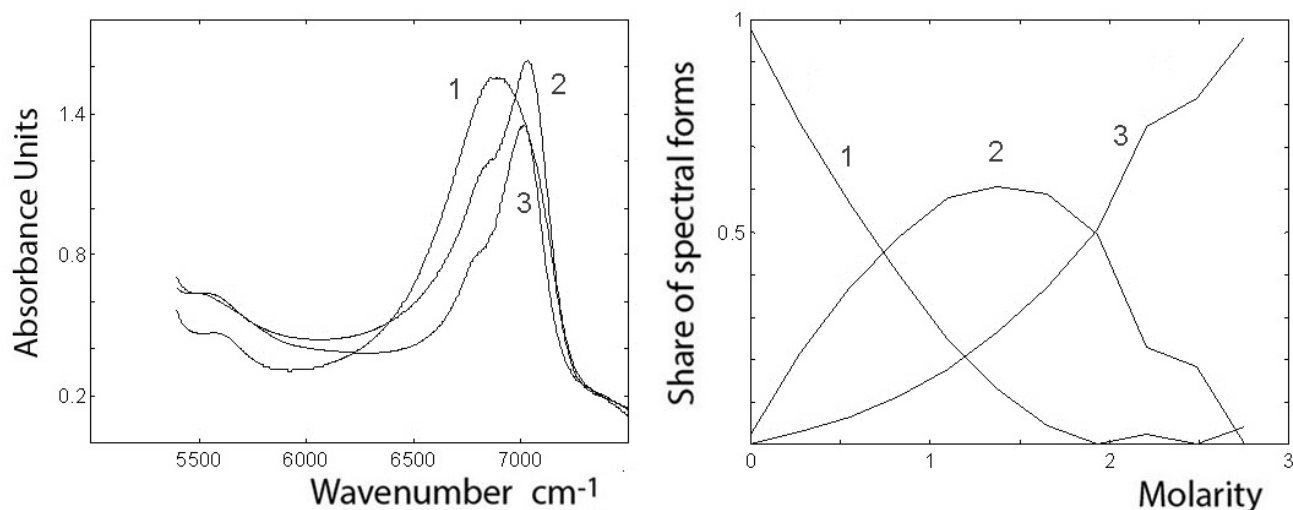 Absorbance Units
1.4
0.8
0.2
1
2
3
5500 6000 6500 7000
Wavenumber cm-1
Share of spectral forms
1
0.5
1
2
3
0 1 2 3
Molarity